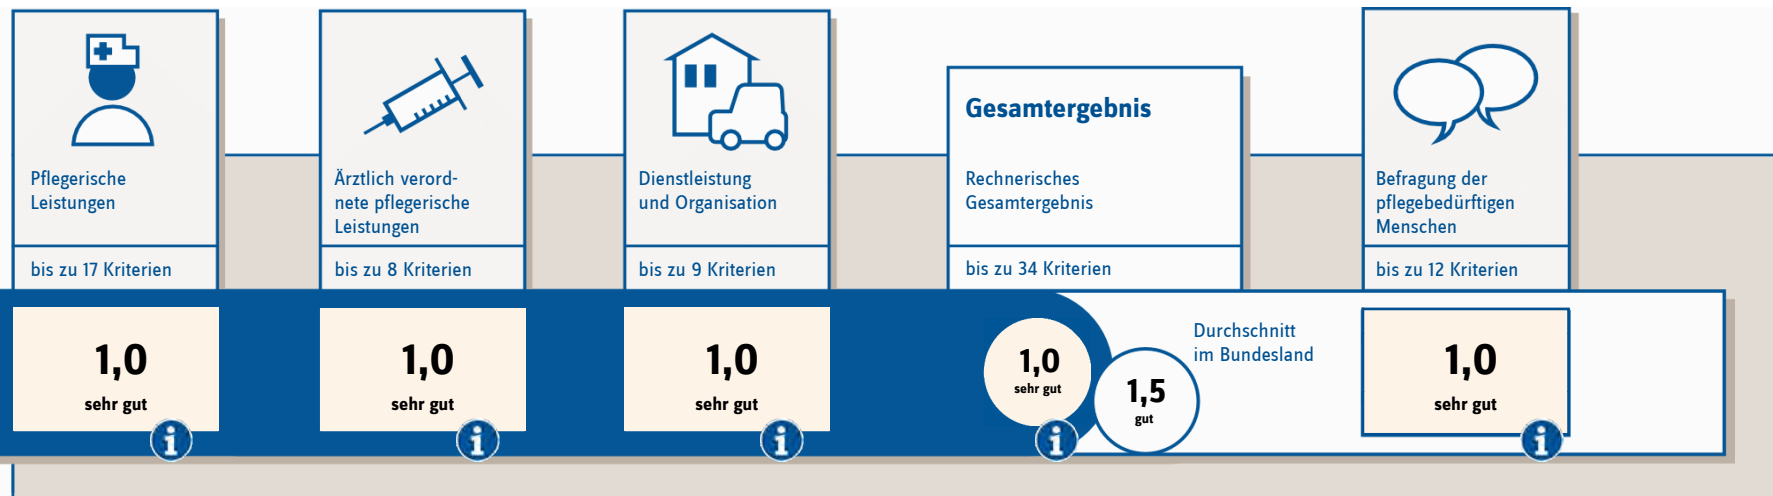 Pflegerische
Leistungen
bis zu 17 Kriterien
1,0
sehr gut
Ärztlich verord-
nete pflegerische
Leistungen
bis zu 8 Kriterien
1,0
sehr gut
Dienstleistung
und Organisation
bis zu 9 Kriterien
1,0
sehr gut
Gesamtergebnis
Rechnerisches
Gesamtergebnis
bis zu 34 Kriterien
1,0
sehr gut
1,5
gut
Durchschnitt
im Bundesland
Befragung der
pflegebedürftigen
Menschen
bis zu 12 Kriterien
1,0
sehr gut